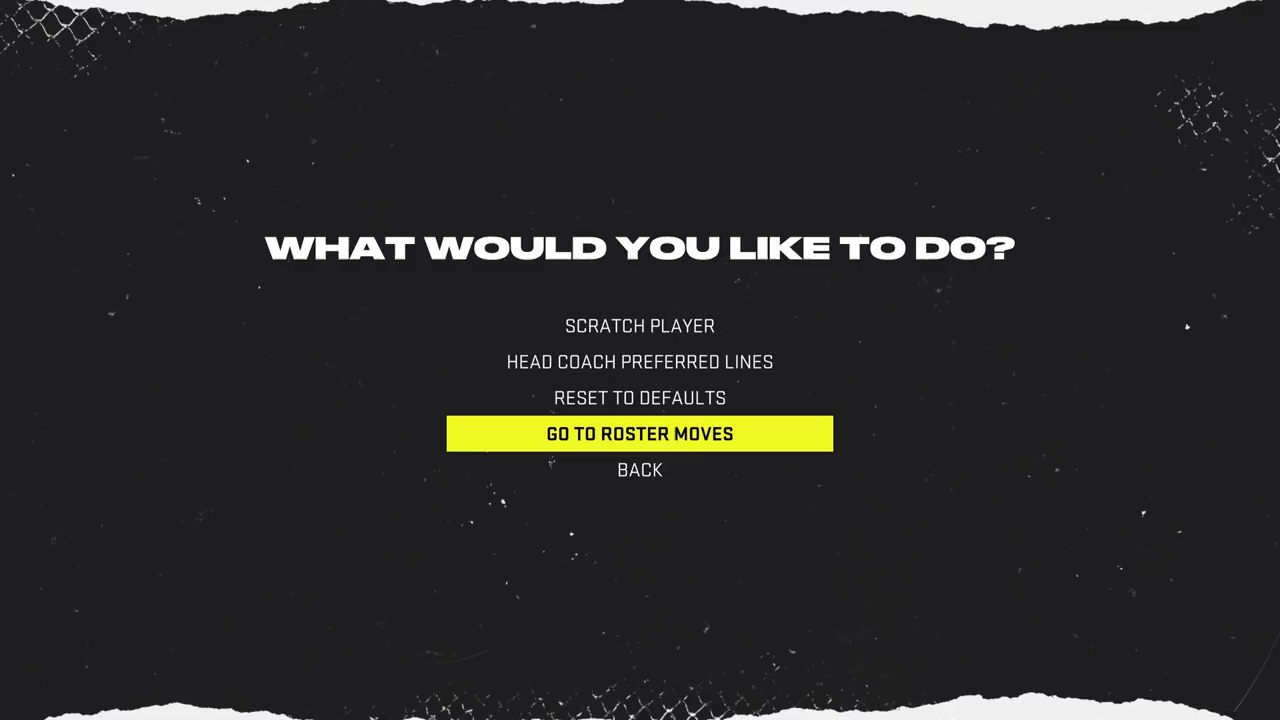 WHAT WOULD YOU LIKE TO DO?
SCRATCH PLAYER
HEAD COACH PREFERRED LINES
RESET TO DEFAULTS
GO TO ROSTER MOVES
BACK